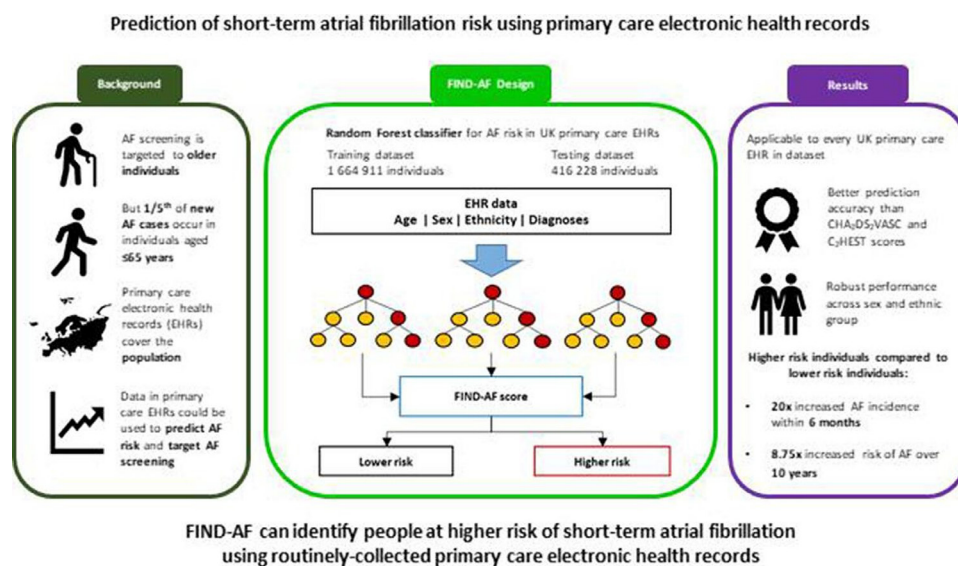 Prediction of short-term atrial fibrillation risk using primary care electronic health records
Background
AF screening is
targeted to older
individuals
But 1/5th of new
AF cases occur in
individuals aged
≤65 years
Primary care
electronic health
records (EHRs)
cover the
population
Data in primary
care EHRs could be
used to predict AF
risk and target AF
screening
FIND-AF Design
Random Forest classifier for AF risk in UK primary care EHRs
Training dataset
1 664 911 individuals
Testing dataset
416 228 individuals
EHR data
Age | Sex | Ethnicity | Diagnoses
FIND-AF score
Lower risk
Higher risk
Results
Applicable to every UK primary care
EHR in dataset
Better prediction
accuracy than
CHA₂DS₂VASC and
C₂HEST scores
Robust performance
across sex and ethnic
group
Higher risk individuals compared to
lower risk individuals:
• 20x increased AF incidence
within 6 months
• 8.75x increased risk of AF over
10 years
FIND-AF can identify people at higher risk of short-term atrial fibrillation
using routinely-collected primary care electronic health records